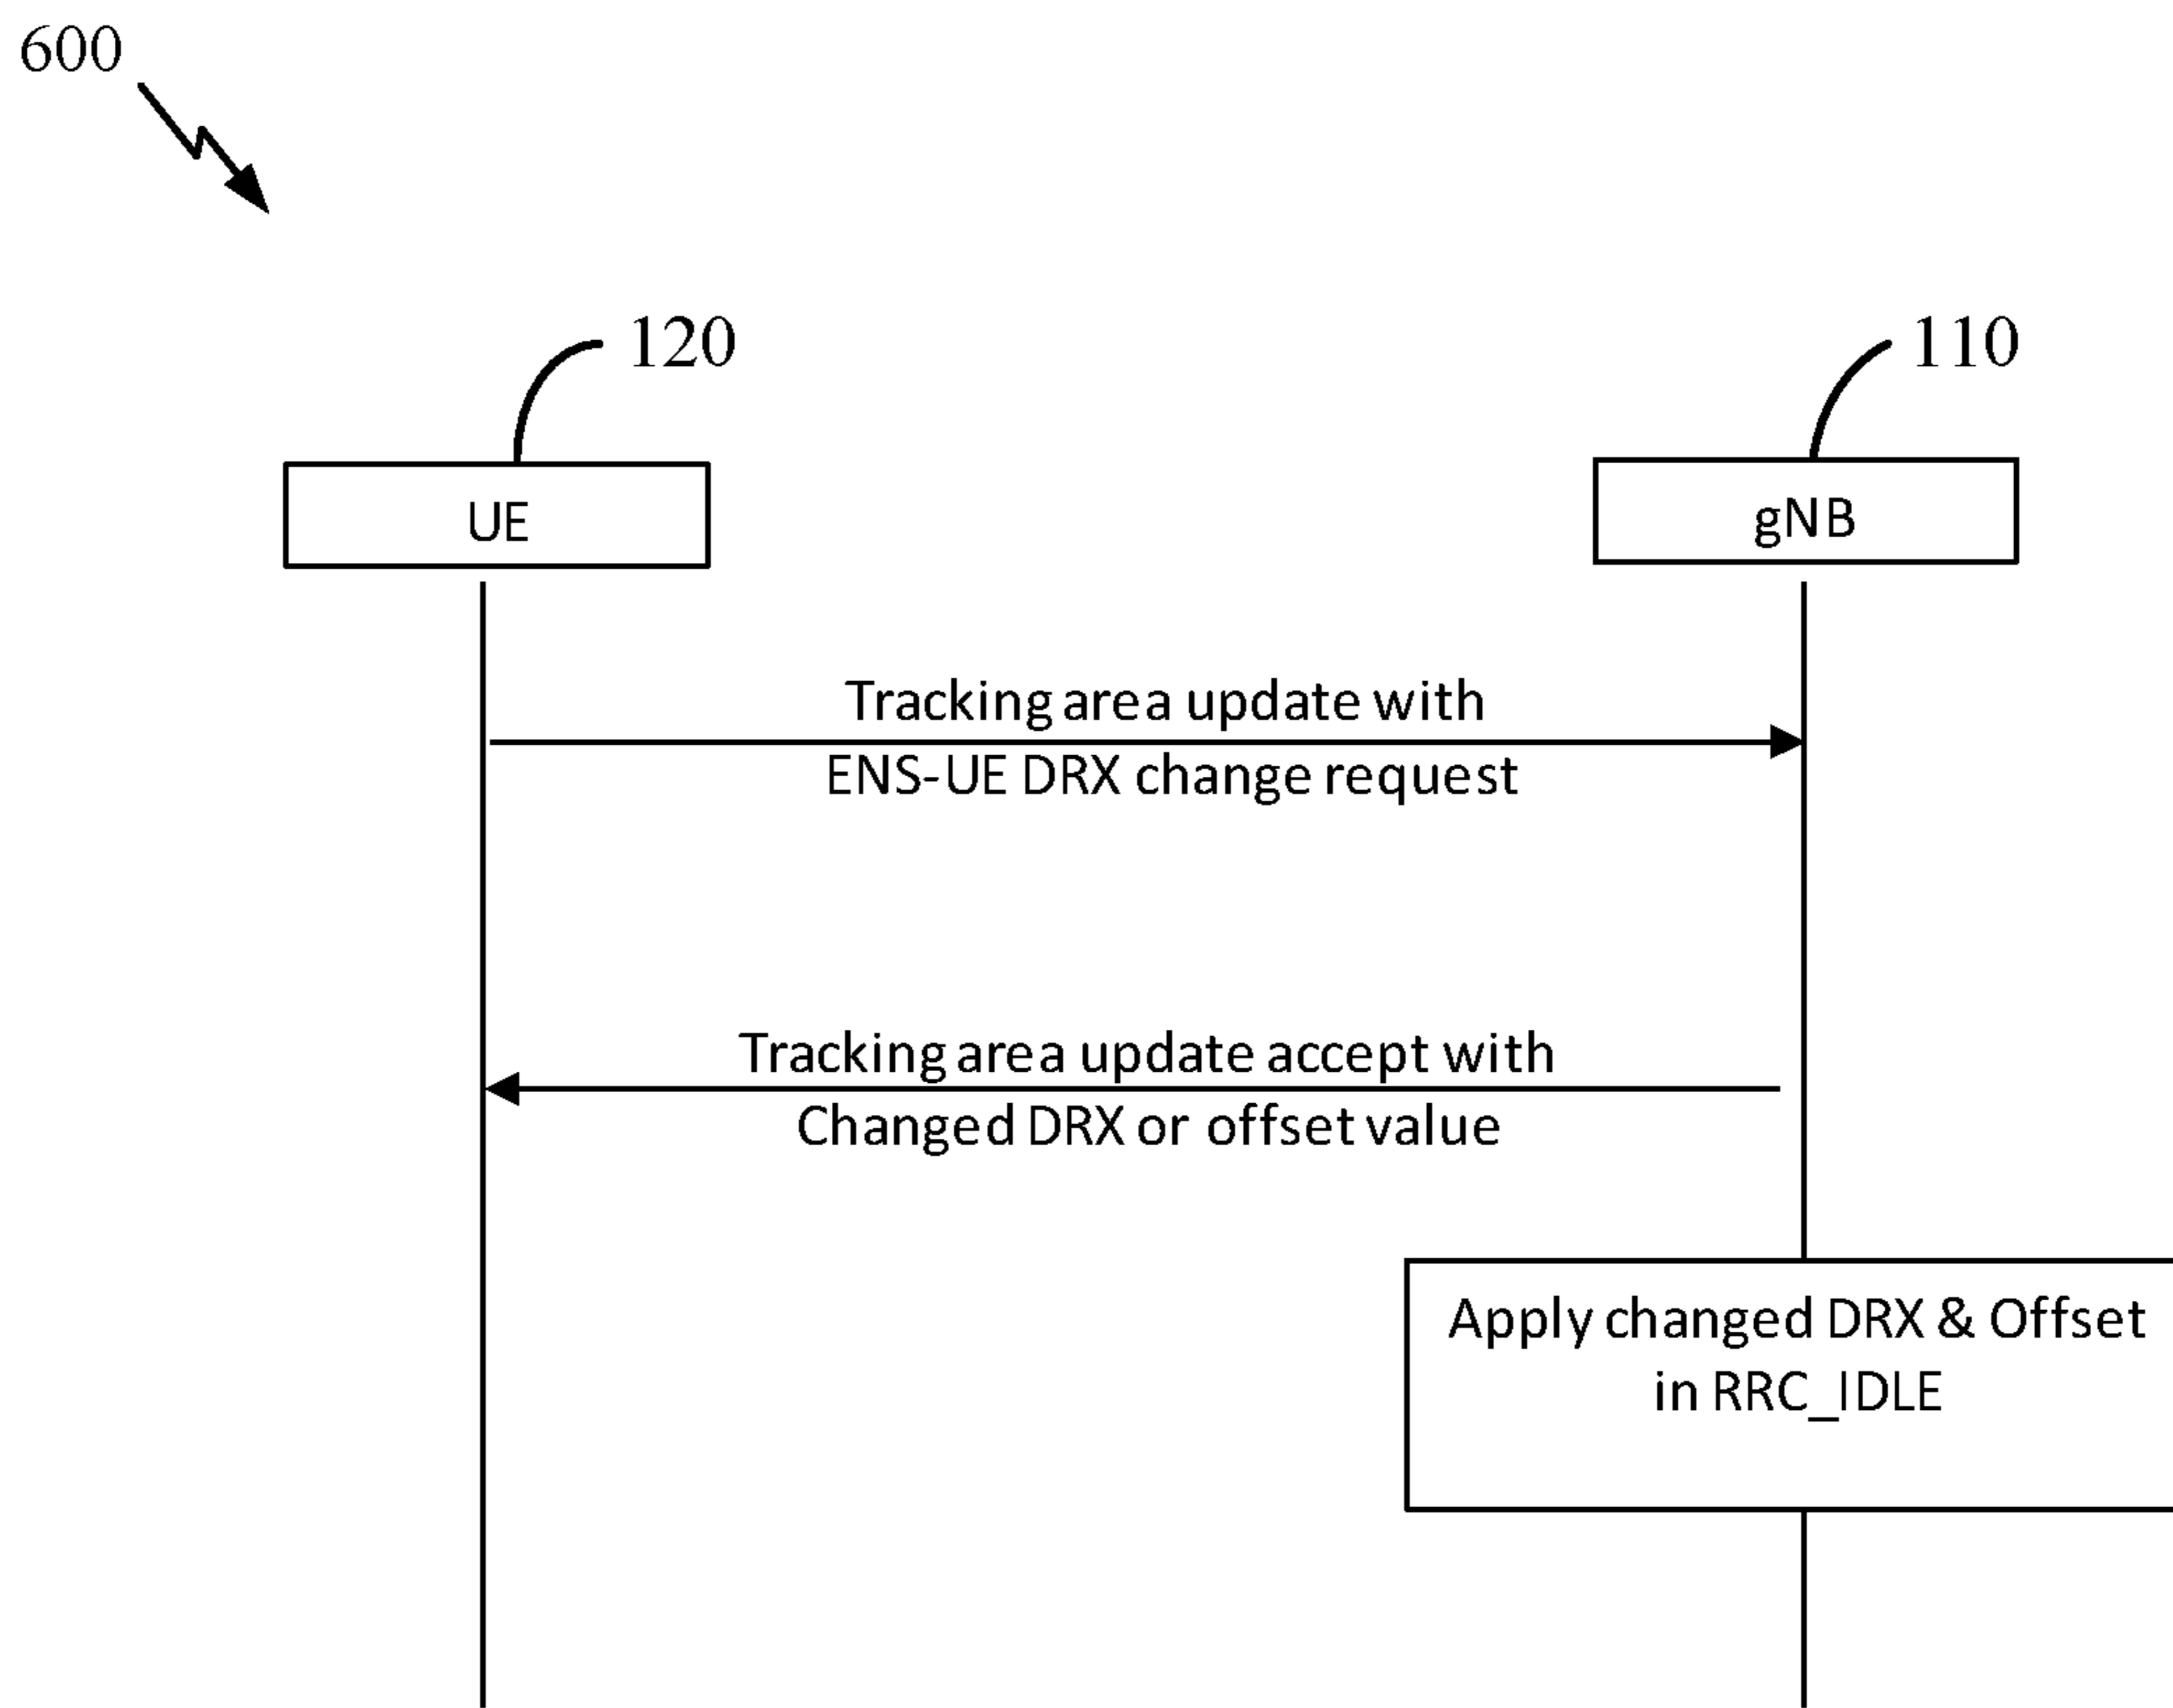 600
120
110
UE
gNB
Tracking area update with
ENS-UE DRX change request
Tracking area update accept with
Changed DRX or offset value
Apply changed DRX & Offset
in RRC_IDLE